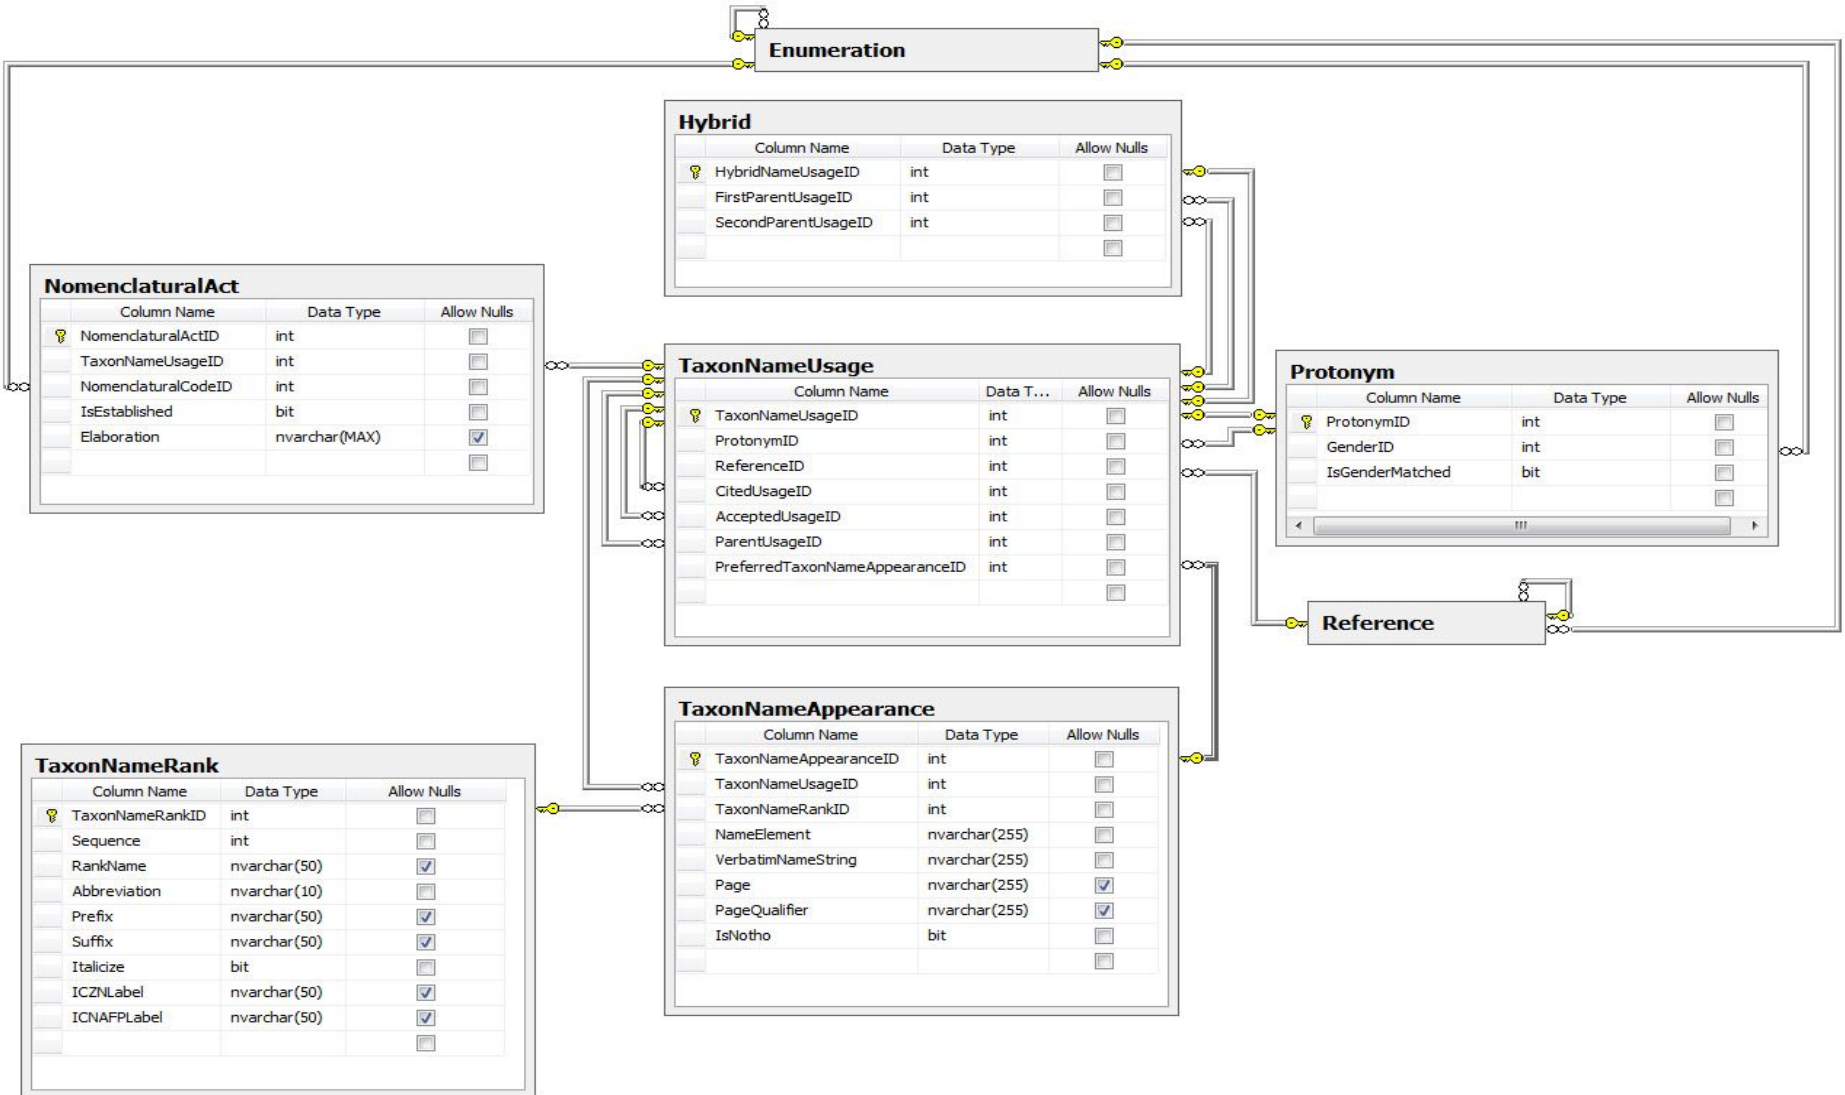 Enumeration
Hybrid
Column Name Data Type Allow Nulls
HybridNameUsageID int
FirstParentUsageID int
SecondParentUsageID int
NomenclaturalAct
Column Name Data Type Allow Nulls
NomenclaturalActID int
TaxonNameUsageID int
NomenclaturalCodeID int
IsEstablished bit
Elaboration nvarchar(MAX)
TaxonNameUsage
Column Name Data T... Allow Nulls
TaxonNameUsageID int
ProtonymID int
ReferenceID int
CitedUsageID int
AcceptedUsageID int
ParentUsageID int
PreferredTaxonNameAppearanceID int
Protonym
Column Name Data Type Allow Nulls
ProtonymID int
GenderID int
IsGenderMatched bit
Reference
TaxonNameAppearance
Column Name Data Type Allow Nulls
TaxonNameAppearanceID int
TaxonNameUsageID int
TaxonNameRankID int
NameElement nvarchar(255)
VerbatimNameString nvarchar(255)
Page nvarchar(255)
PageQualifier nvarchar(255)
IsNotho bit
TaxonNameRank
Column Name Data Type Allow Nulls
TaxonNameRankID int
Sequence int
RankName nvarchar(50)
Abbreviation nvarchar(10)
Prefix nvarchar(50)
Suffix nvarchar(50)
Italicize bit
ICZNLabel nvarchar(50)
ICNAFPLabel nvarchar(50)